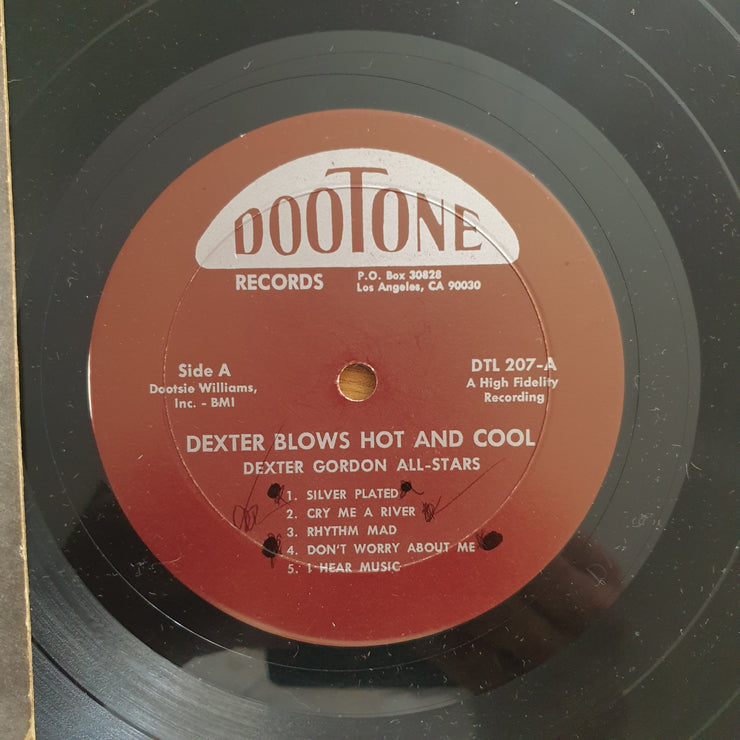 DOOTONE
RECORDS
P.O. Box 30828
Los Angeles, CA 90030
Side A
Dootsie Williams,
Inc. - BMI
DTL 207-A
A High Fidelity
Recording
DEXTER BLOWS HOT AND COOL
DEXTER GORDON ALL-STARS
1. SILVER PLATED
2. CRY ME A RIVER
3. RHYTHM MAD
4. DON'T WORRY ABOUT ME
5. I HEAR MUSIC